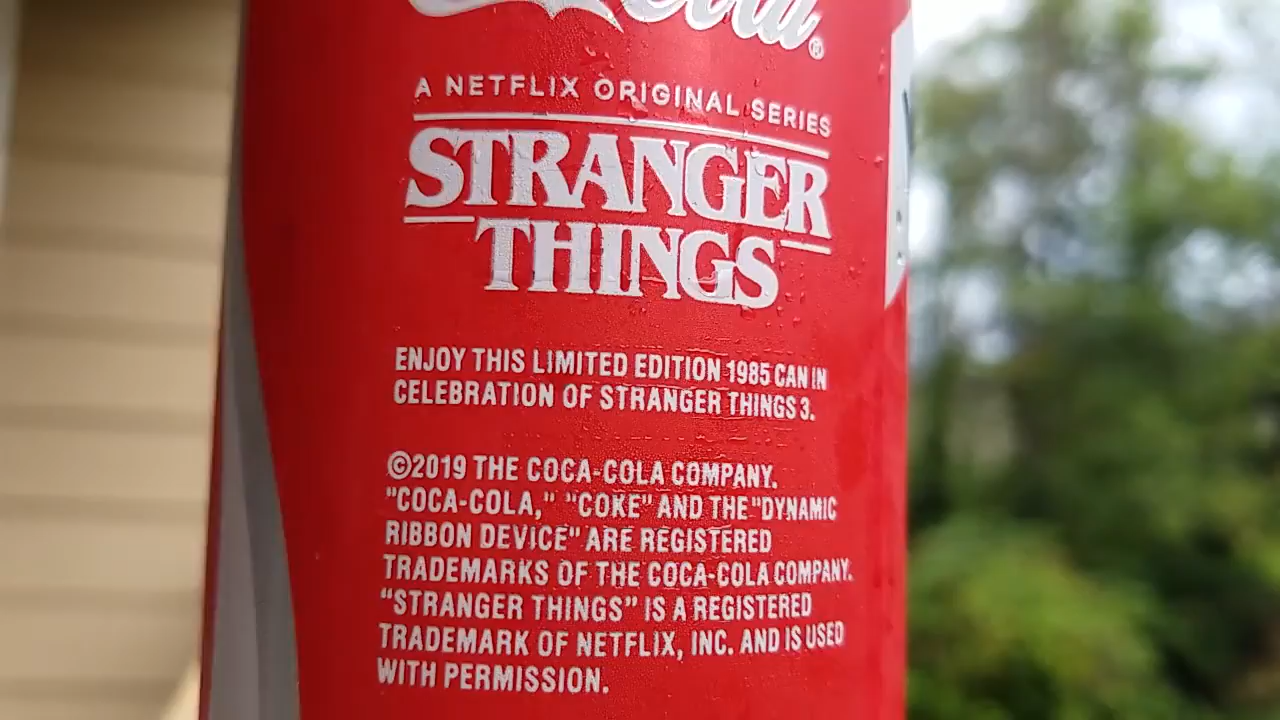 Cola®
A NETFLIX ORIGINAL SERIES
STRANGER
THINGS
ENJOY THIS LIMITED EDITION 1985 CAN IN
CELEBRATION OF STRANGER THINGS 3.
©2019 THE COCA-COLA COMPANY.
"COCA-COLA," "COKE" AND THE "DYNAMIC
RIBBON DEVICE" ARE REGISTERED
TRADEMARKS OF THE COCA-COLA COMPANY.
"STRANGER THINGS" IS A REGISTERED
TRADEMARK OF NETFLIX, INC. AND IS USED
WITH PERMISSION.